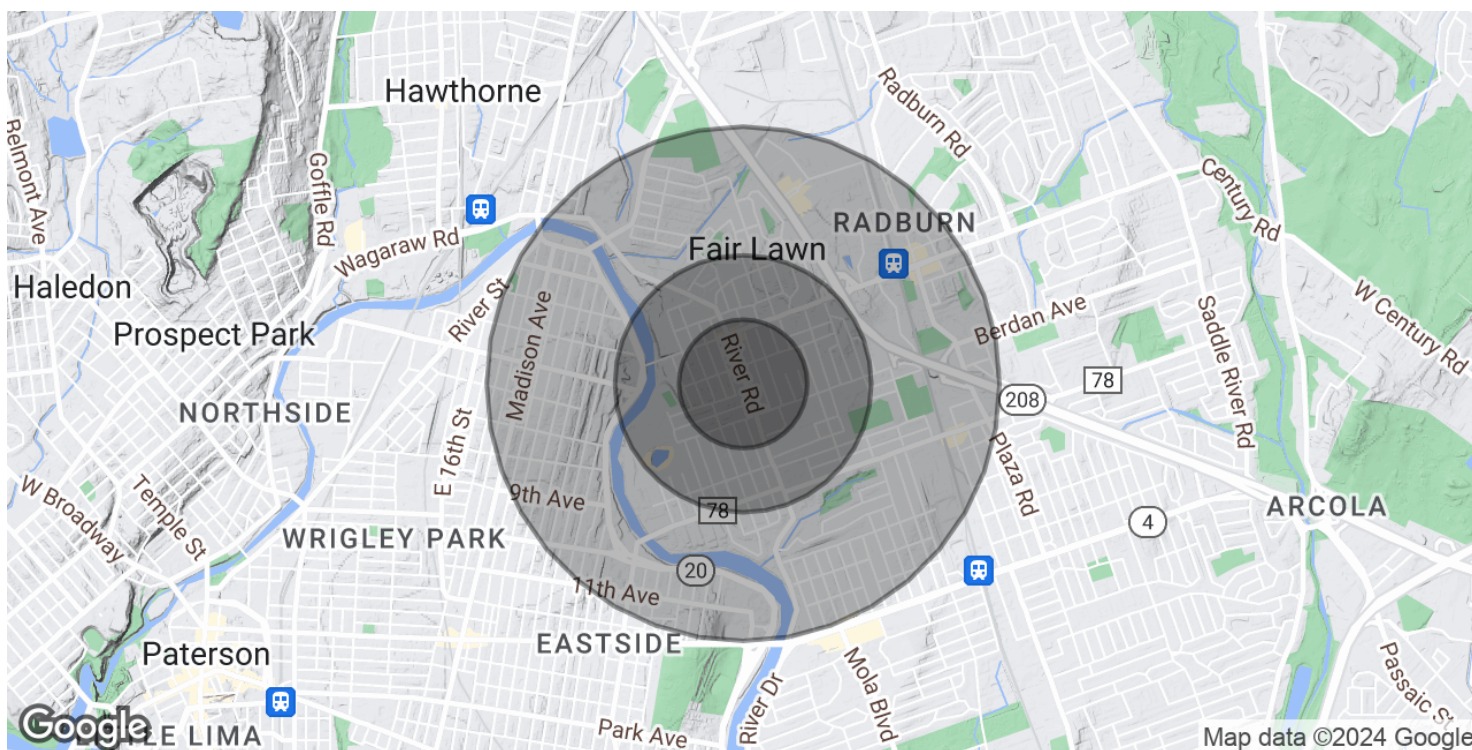 Hawthorne
Belmont Ave
Goffle Rd
Radburn Rd
Century Rd
RADBURN
Wagaraw Rd
Fair Lawn
Haledon
River St
W Century Rd
Prospect Park
Madison Ave
River Rd
Berdan Ave
Saddle River Rd
78
208
NORTHSIDE
E 16th St
Plaza Rd
Temple St
W Broadway
9th Ave
78
ARCOLA
4
WRIGLEY PARK
20
11th Ave
EASTSIDE
Paterson
Mola Blvd
River Dr
Passaic St
Park Ave
Google
LIMA
Map data ©2024 Google